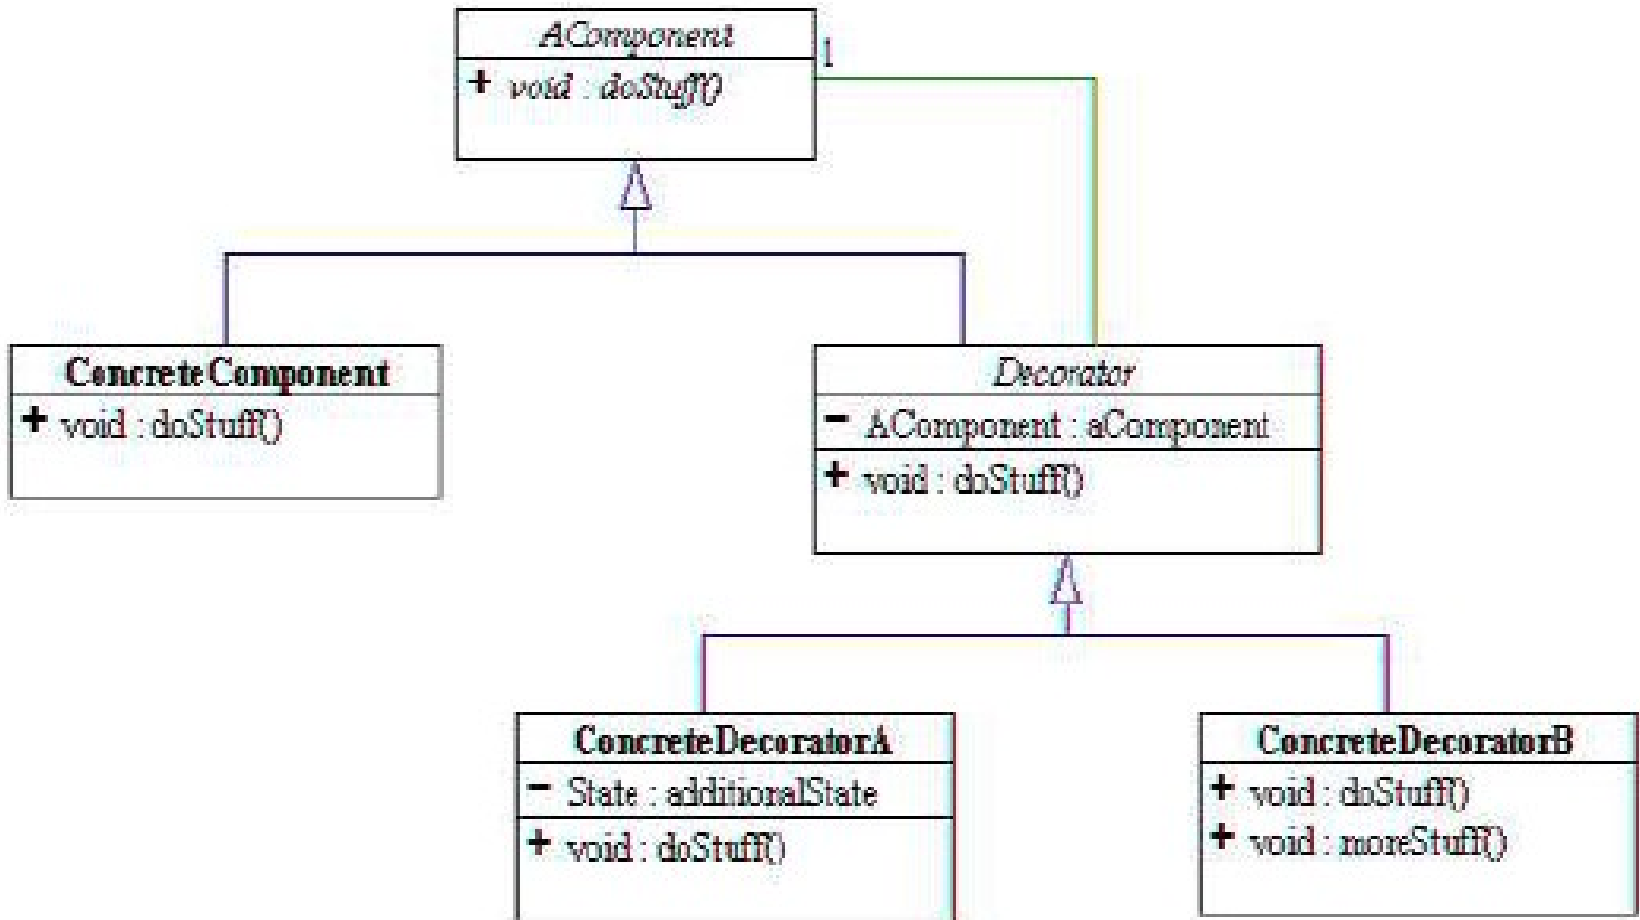 AComponent
1
+ void : doStuff()
ConcreteComponent
+ void : doStuff()
Decorator
- AComponent : aComponent
+ void : doStuff()
ConcreteDecoratorA
- State : additionalState
+ void : doStuff()
ConcreteDecoratorB
+ void : doStuff()
+ void : moreStuff()